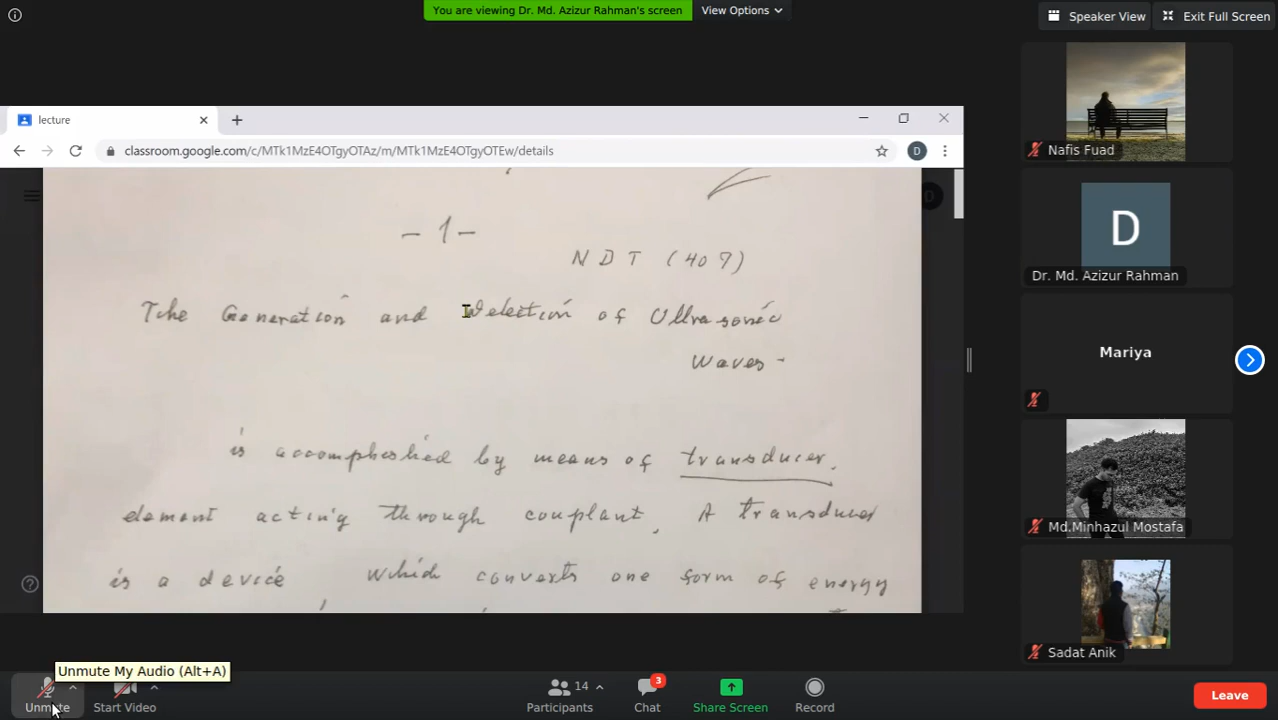 You are viewing Dr. Md. Azizur Rahman's screen
View Options
Speaker View
Exit Full Screen
lecture
classroom.google.com/c/MTk1MzE4OTgyOTAz/m/MTk1MzE4OTgyOTEw/details
D
D
- 1 -
NDT (407)
The Generation and Detection of Ultrasonic
Waves -
is accomplished by means of transducer.
element acting through couplant. A transducer
is a device which converts one form of energy
Nafis Fuad
D
Dr. Md. Azizur Rahman
Mariya
Md.Minhazul Mostafa
Sadat Anik
Unmute My Audio (Alt+A)
Unmute
Start Video
14
Participants
3
Chat
Share Screen
Record
Leave